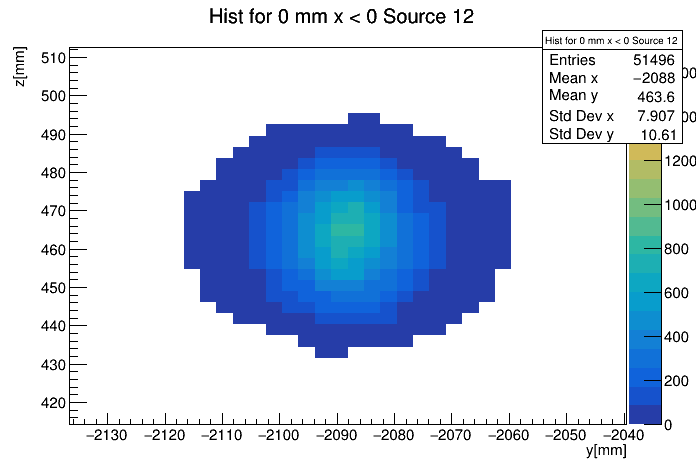 Hist for 0 mm x < 0 Source 12
Hist for 0 mm x < 0 Source 12
Entries 51496
Mean x −2088
Mean y 463.6
Std Dev x 7.907
Std Dev y 10.61
z[mm]
510
500
490
480
470
460
450
440
430
420
1200
1000
800
600
400
200
0
−2130 −2120 −2110 −2100 −2090 −2080 −2070 −2060 −2050 −2040
y[mm]